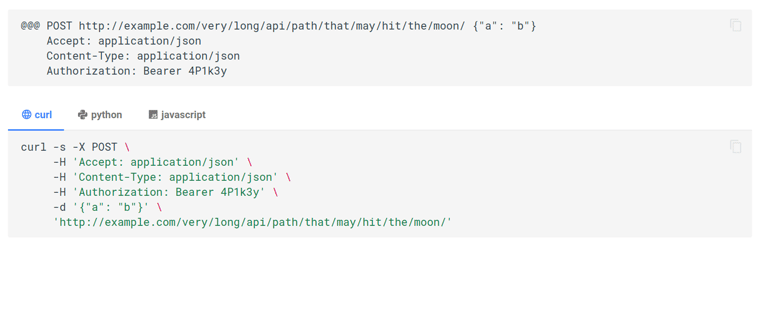 @@@ POST http://example.com/very/long/api/path/that/may/hit/the/moon/ {"a": "b"}
    Accept: application/json
    Content-Type: application/json
    Authorization: Bearer 4P1k3y
curl python javascript
curl -s -X POST \
     -H 'Accept: application/json' \
     -H 'Content-Type: application/json' \
     -H 'Authorization: Bearer 4P1k3y' \
     -d '{"a": "b"}' \
     'http://example.com/very/long/api/path/that/may/hit/the/moon/'